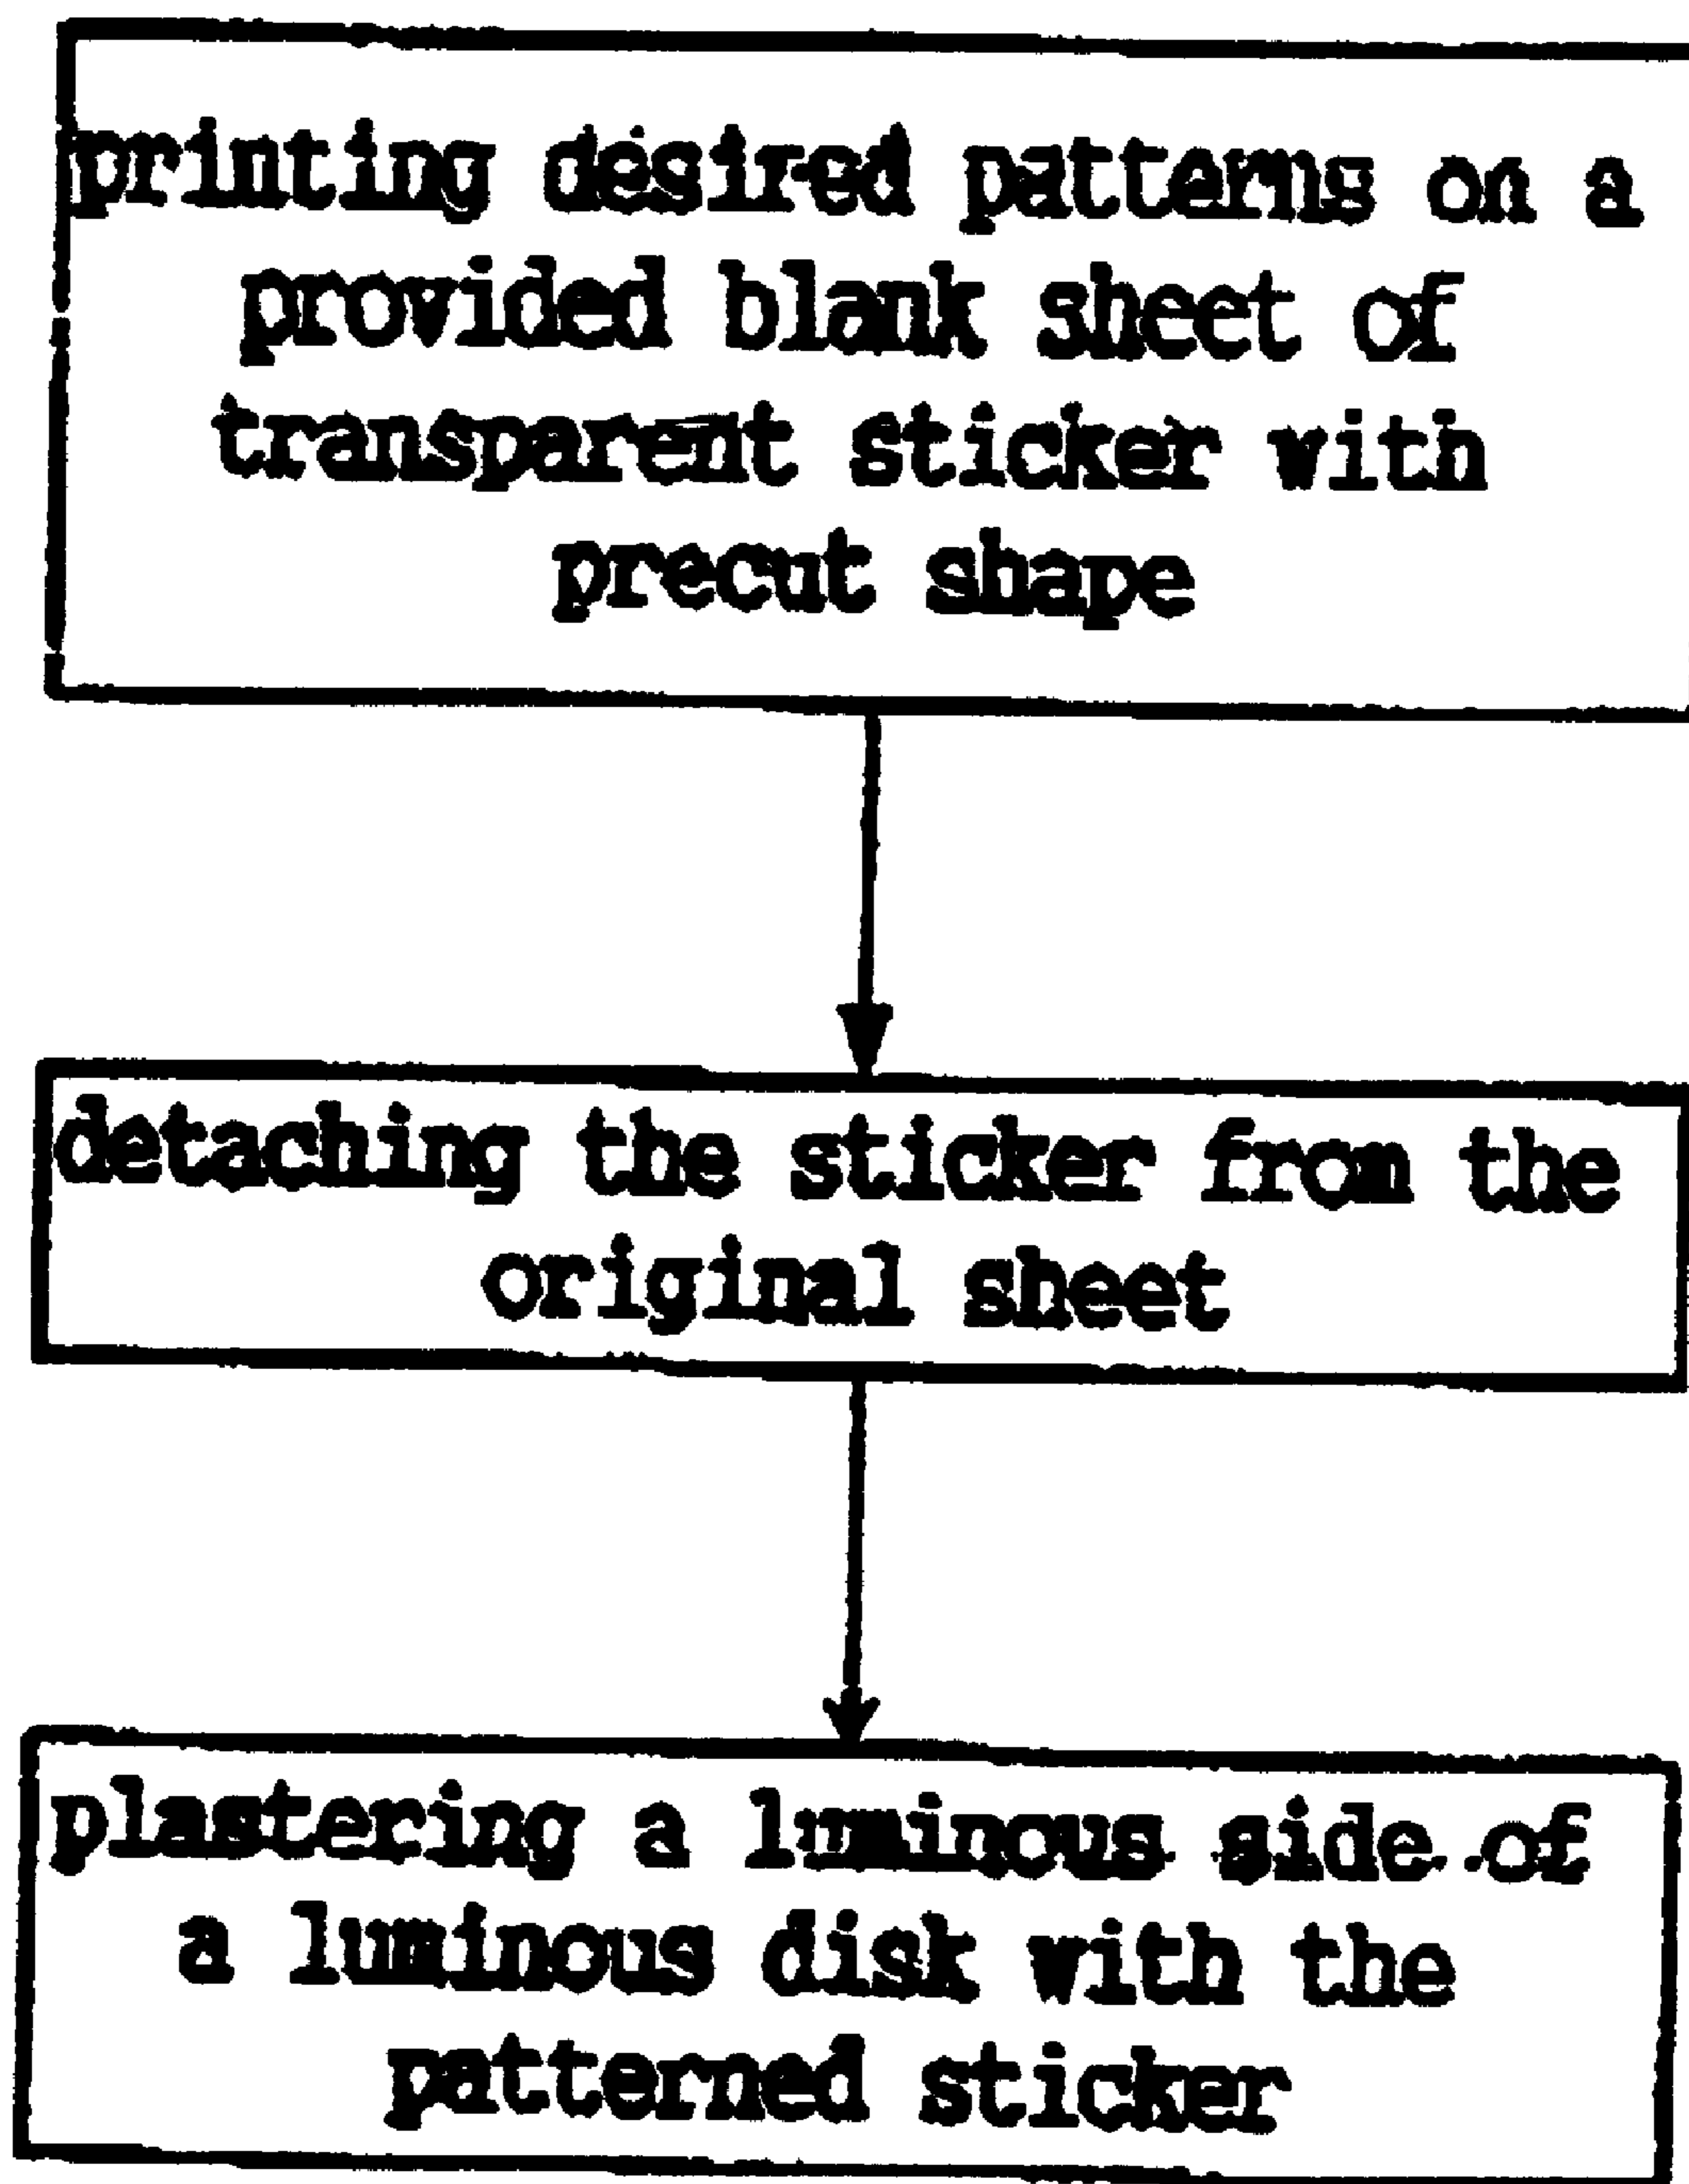 printing desired patterns on a
provided blank sheet of
transparent sticker with
precut shape
detaching the sticker from the
original sheet
plastering a luminous side of
a luminous disk with the
patterned sticker